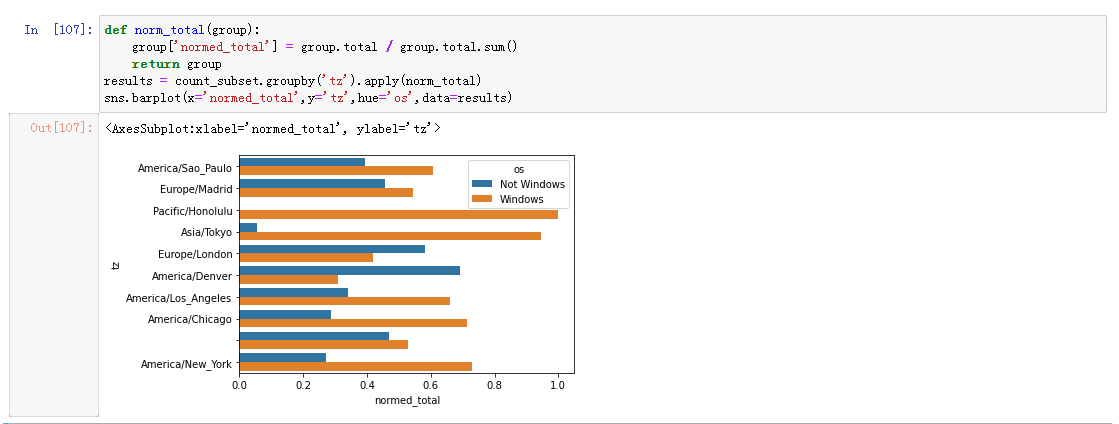 In [107]:
def norm_total(group):
    group['normed_total'] = group.total / group.total.sum()
    return group
results = count_subset.groupby('tz').apply(norm_total)
sns.barplot(x='normed_total',y='tz',hue='os',data=results)
Out[107]:
<AxesSubplot:xlabel='normed_total', ylabel='tz'>
os
Not Windows
Windows
tz
America/Sao_Paulo
Europe/Madrid
Pacific/Honolulu
Asia/Tokyo
Europe/London
America/Denver
America/Los_Angeles
America/Chicago
America/New_York
0.0 0.2 0.4 0.6 0.8 1.0
normed_total